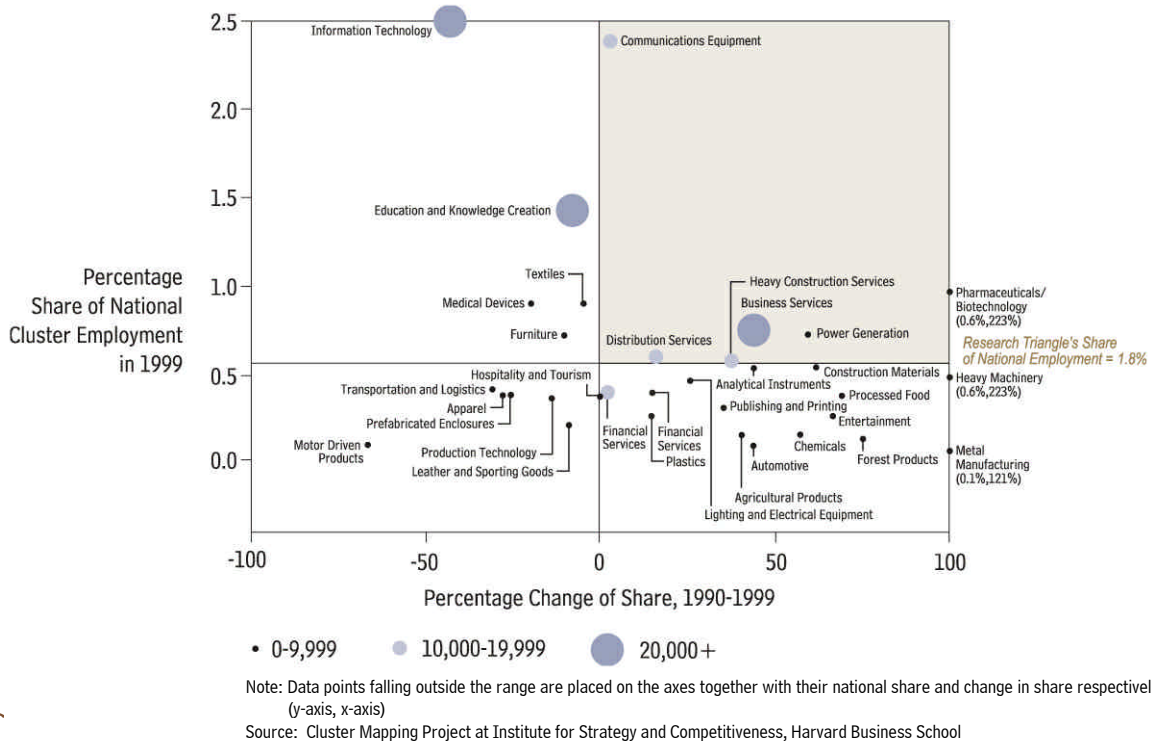 2.5
Information Technology
Communications Equipment
2.0
1.5
Education and Knowledge Creation
Percentage
Share of National
Cluster Employment
in 1999
1.0
Textiles
Heavy Construction Services
Medical Devices
Business Services
Pharmaceuticals/
Biotechnology
(0.6%,223%)
Furniture
Distribution Services
Power Generation
Research Triangle's Share
of National Employment = 1.8%
0.5
Hospitality and Tourism
Construction Materials
Heavy Machinery
(0.6%,223%)
Transportation and Logistics
Analytical Instruments
Processed Food
Apparel
Publishing and Printing
Prefabricated Enclosures
Entertainment
Financial
Services
Financial
Services
Motor Driven
Products
Production Technology
Chemicals
Plastics
Automotive
Forest Products
Metal
Manufacturing
(0.1%,121%)
0.0
Leather and Sporting Goods
Agricultural Products
Lighting and Electrical Equipment
-100
-50
0
50
100
Percentage Change of Share, 1990-1999
0-9,999
10,000-19,999
20,000+
Note: Data points falling outside the range are placed on the axes together with their national share and change in share respectivel
(y-axis, x-axis)
Source: Cluster Mapping Project at Institute for Strategy and Competitiveness, Harvard Business School